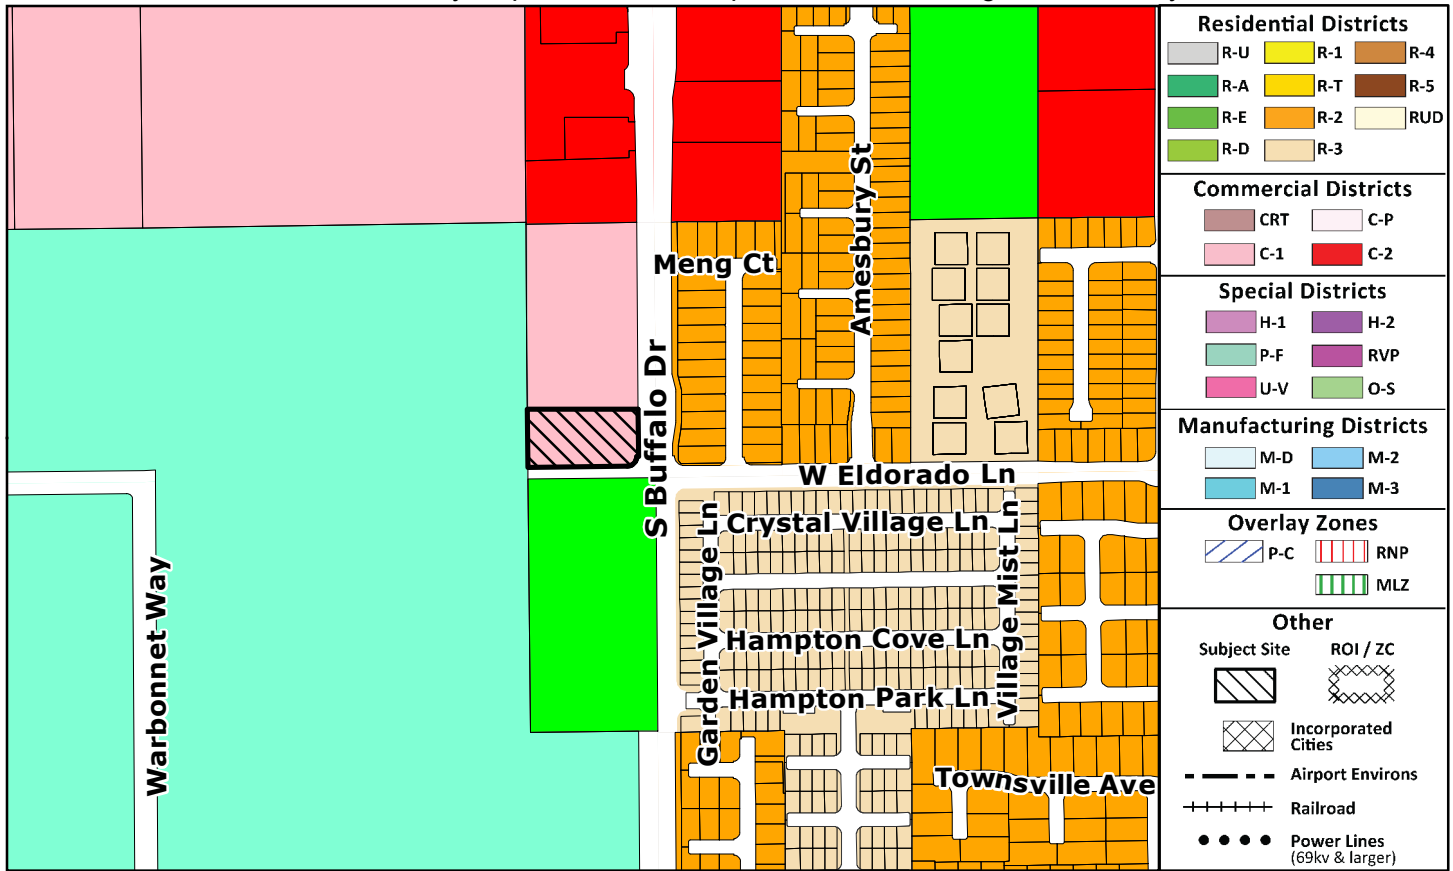 Meng Ct
Amesbury St
S Buffalo Dr
W Eldorado Ln
Crystal Village Ln
Garden Village Ln
Village Mist Ln
Hampton Cove Ln
Hampton Park Ln
Warbonnet Way
Townsville Ave
Residential Districts
R-U R-1 R-4
R-A R-T R-5
R-E R-2 RUD
R-D R-3
Commercial Districts
CRT C-P
C-1 C-2
Special Districts
H-1 H-2
P-F RVP
U-V O-S
Manufacturing Districts
M-D M-2
M-1 M-3
Overlay Zones
P-C RNP
MLZ
Other
Subject Site ROI / ZC
Incorporated
Cities
Airport Environs
Railroad
Power Lines
(69kv & larger)